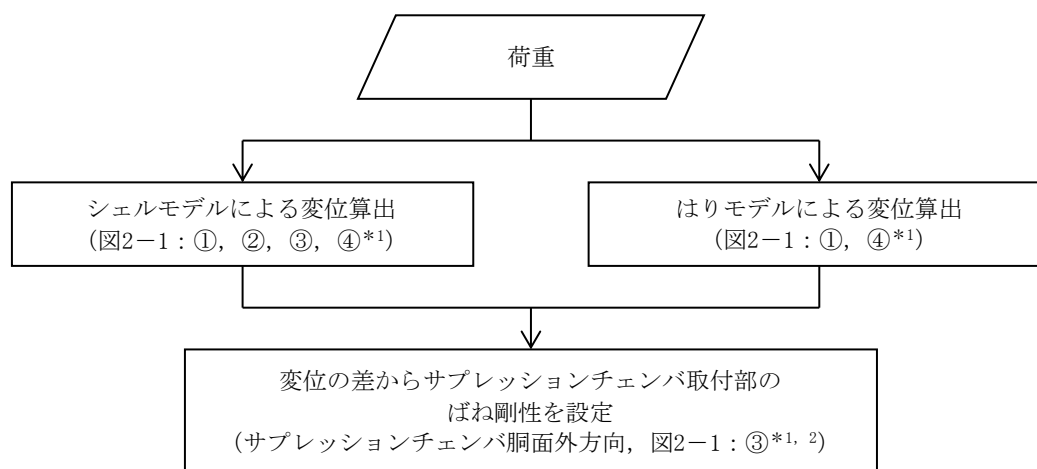 荷重
シェルモデルによる変位算出
（図2－1：①，②，③，④*1）
はりモデルによる変位算出
（図2－1：①，④*1）
変位の差からサプレッションチェンバ取付部の
ばね剛性を設定
（サプレッションチェンバ胴面外方向，図2－1：③*1, 2）